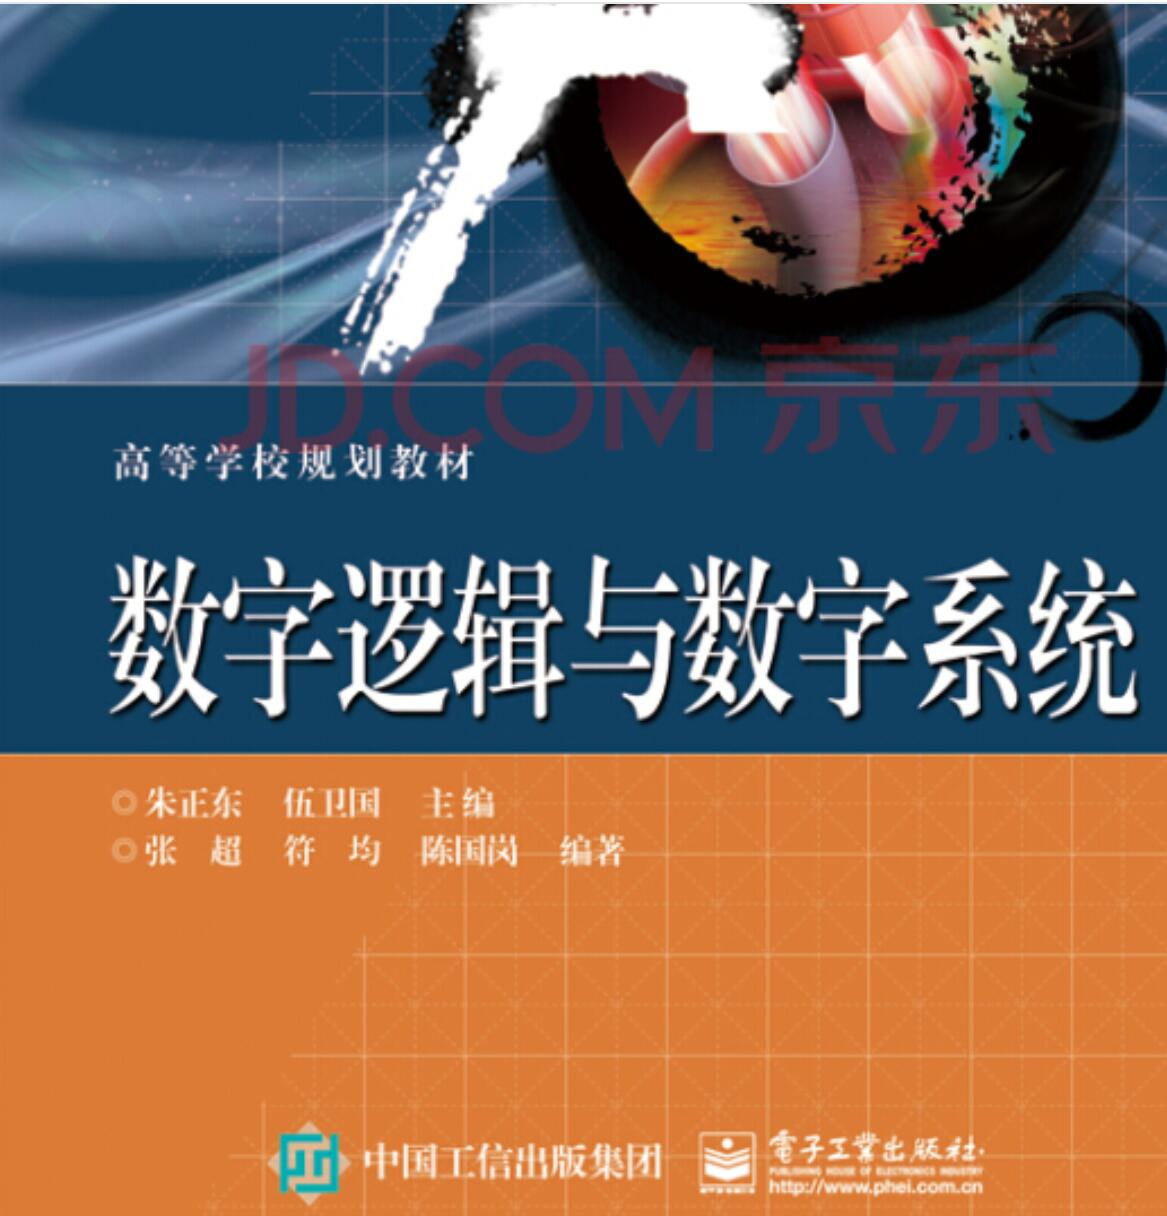 JD.COM 京东
高等学校规划教材
数字逻辑与数字系统
◎朱正东 伍卫国 主编
◎张 超 符 均 陈国岗 编著
中国工信出版集团
電子工業出版社·
PUBLISHING HOUSE OF ELECTRONICS INDUSTRY
http://www.phei.com.cn